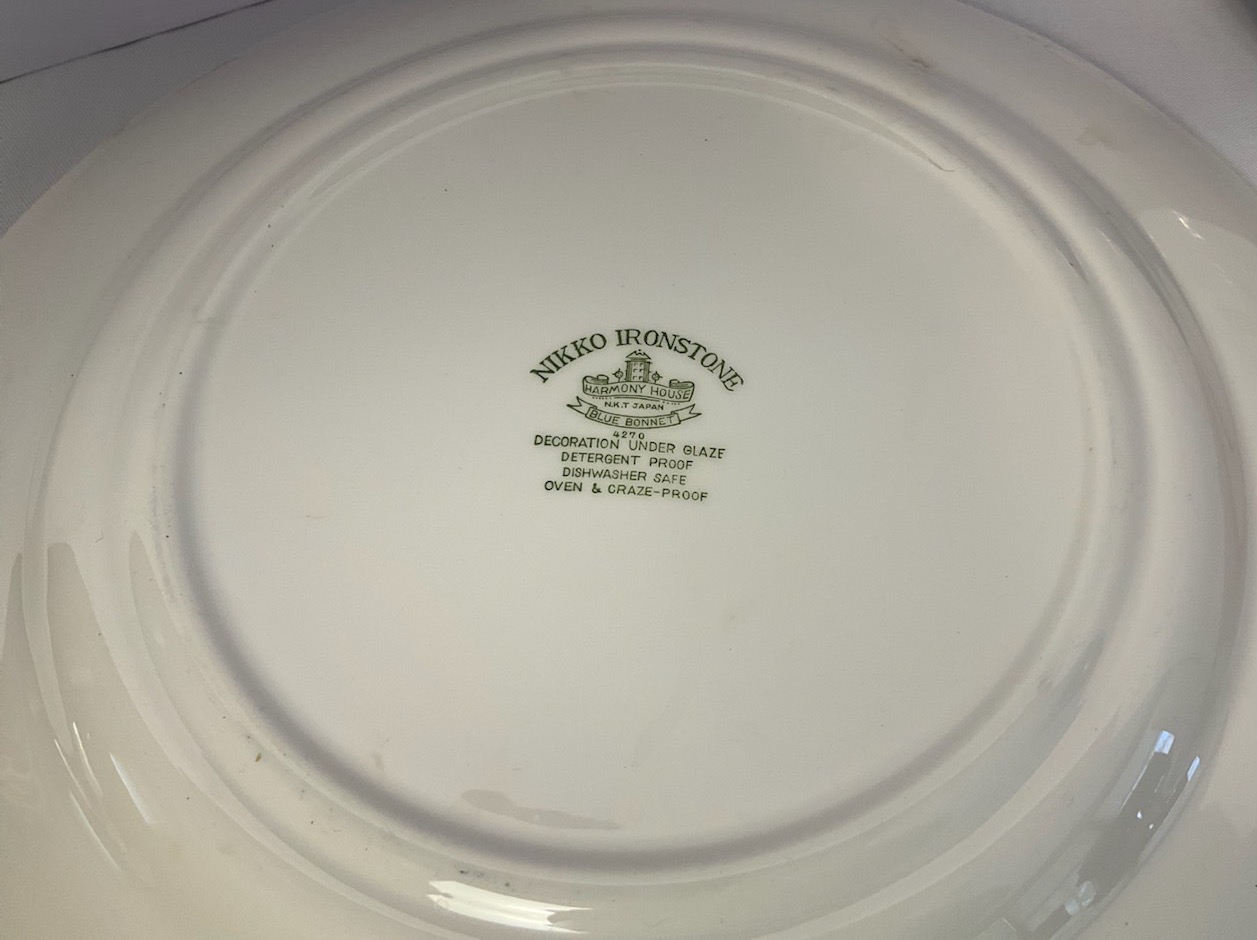 NIKKO IRONSTONE
HARMONY HOUSE
N.K.T JAPAN
BLUE BONNET
4270
DECORATION UNDER GLAZE
DETERGENT PROOF
DISHWASHER SAFE
OVEN & CRAZE-PROOF